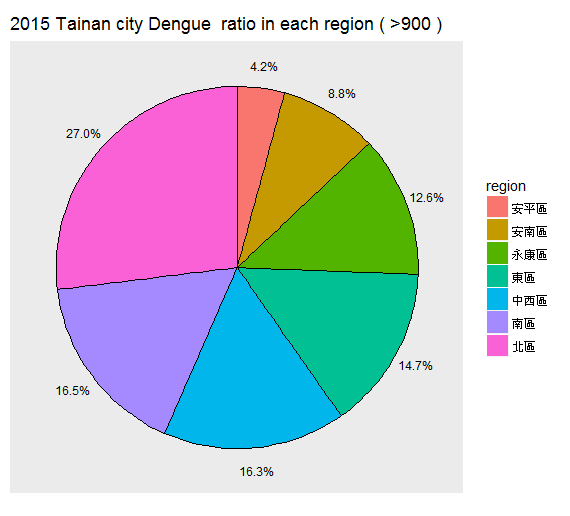 2015 Tainan city Dengue  ratio in each region ( >900 )
4.2%
8.8%
27.0%
12.6%
14.7%
16.5%
16.3%
region
安平區
安南區
永康區
東區
中西區
南區
北區